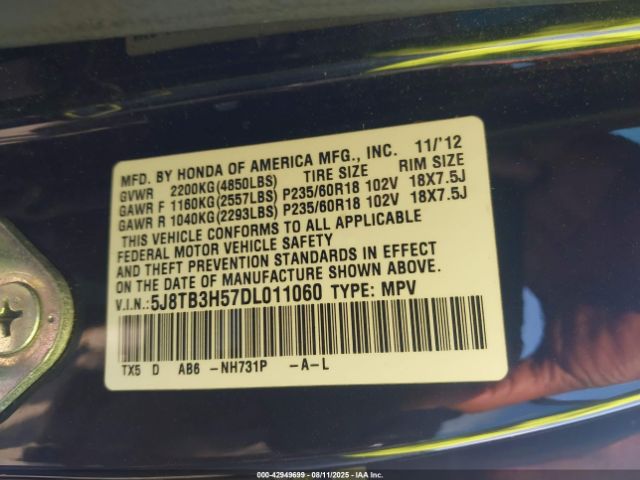 MFD. BY HONDA OF AMERICA MFG., INC. 11/'12
GVWR 2200KG(4850LBS) TIRE SIZE RIM SIZE
GAWR F 1160KG(2557LBS) P235/60R18 102V 18X7.5J
GAWR R 1040KG(2293LBS) P235/60R18 102V 18X7.5J
THIS VEHICLE CONFORMS TO ALL APPLICABLE
FEDERAL MOTOR VEHICLE SAFETY
AND THEFT PREVENTION STANDARDS IN EFFECT
ON THE DATE OF MANUFACTURE SHOWN ABOVE.
V.I.N.: 5J8TB3H57DL011060 TYPE: MPV
TX5 D AB6 -NH731P -A-L
000-42949699 - 08/11/2025 - IAA Inc.